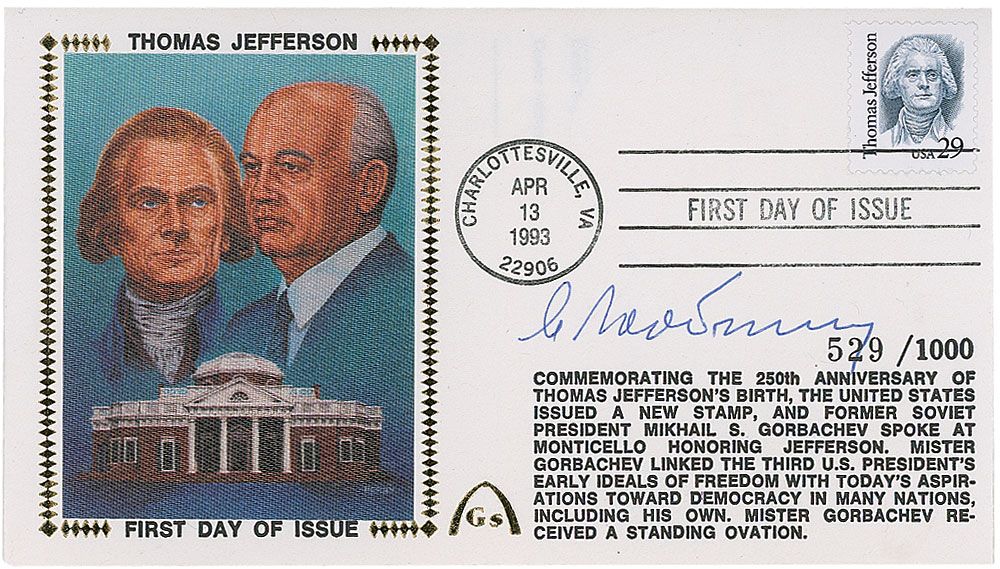 THOMAS JEFFERSON
FIRST DAY OF ISSUE
Thomas Jefferson
USA 29
CHARLOTTESVILLE, VA
APR
13
1993
22906
FIRST DAY OF ISSUE
529 /1000
COMMEMORATING THE 250th ANNIVERSARY OF
THOMAS JEFFERSON'S BIRTH, THE UNITED STATES
ISSUED A NEW STAMP, AND FORMER SOVIET
PRESIDENT MIKHAIL S. GORBACHEV SPOKE AT
MONTICELLO HONORING JEFFERSON. MISTER
GORBACHEV LINKED THE THIRD U.S. PRESIDENT'S
EARLY IDEALS OF FREEDOM WITH TODAY'S ASPIR-
ATIONS TOWARD DEMOCRACY IN MANY NATIONS,
INCLUDING HIS OWN. MISTER GORBACHEV RE-
CEIVED A STANDING OVATION.
Gs